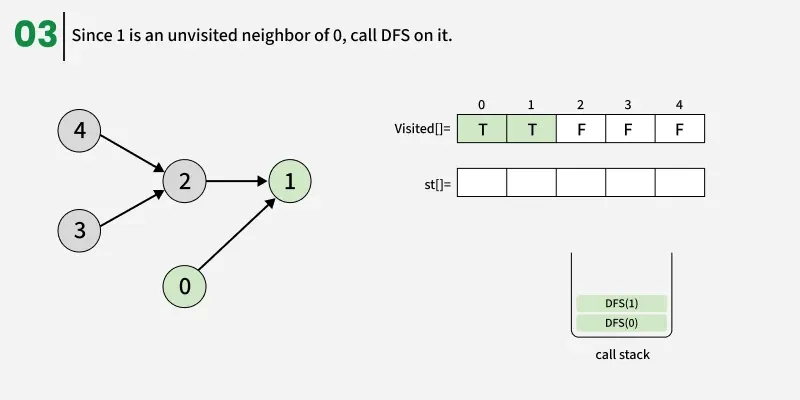 03
Since 1 is an unvisited neighbor of 0, call DFS on it.
0 1 2 3 4
Visited[]= T T F F F
st[]=
4
2
1
3
0
DFS(1)
DFS(0)
call stack